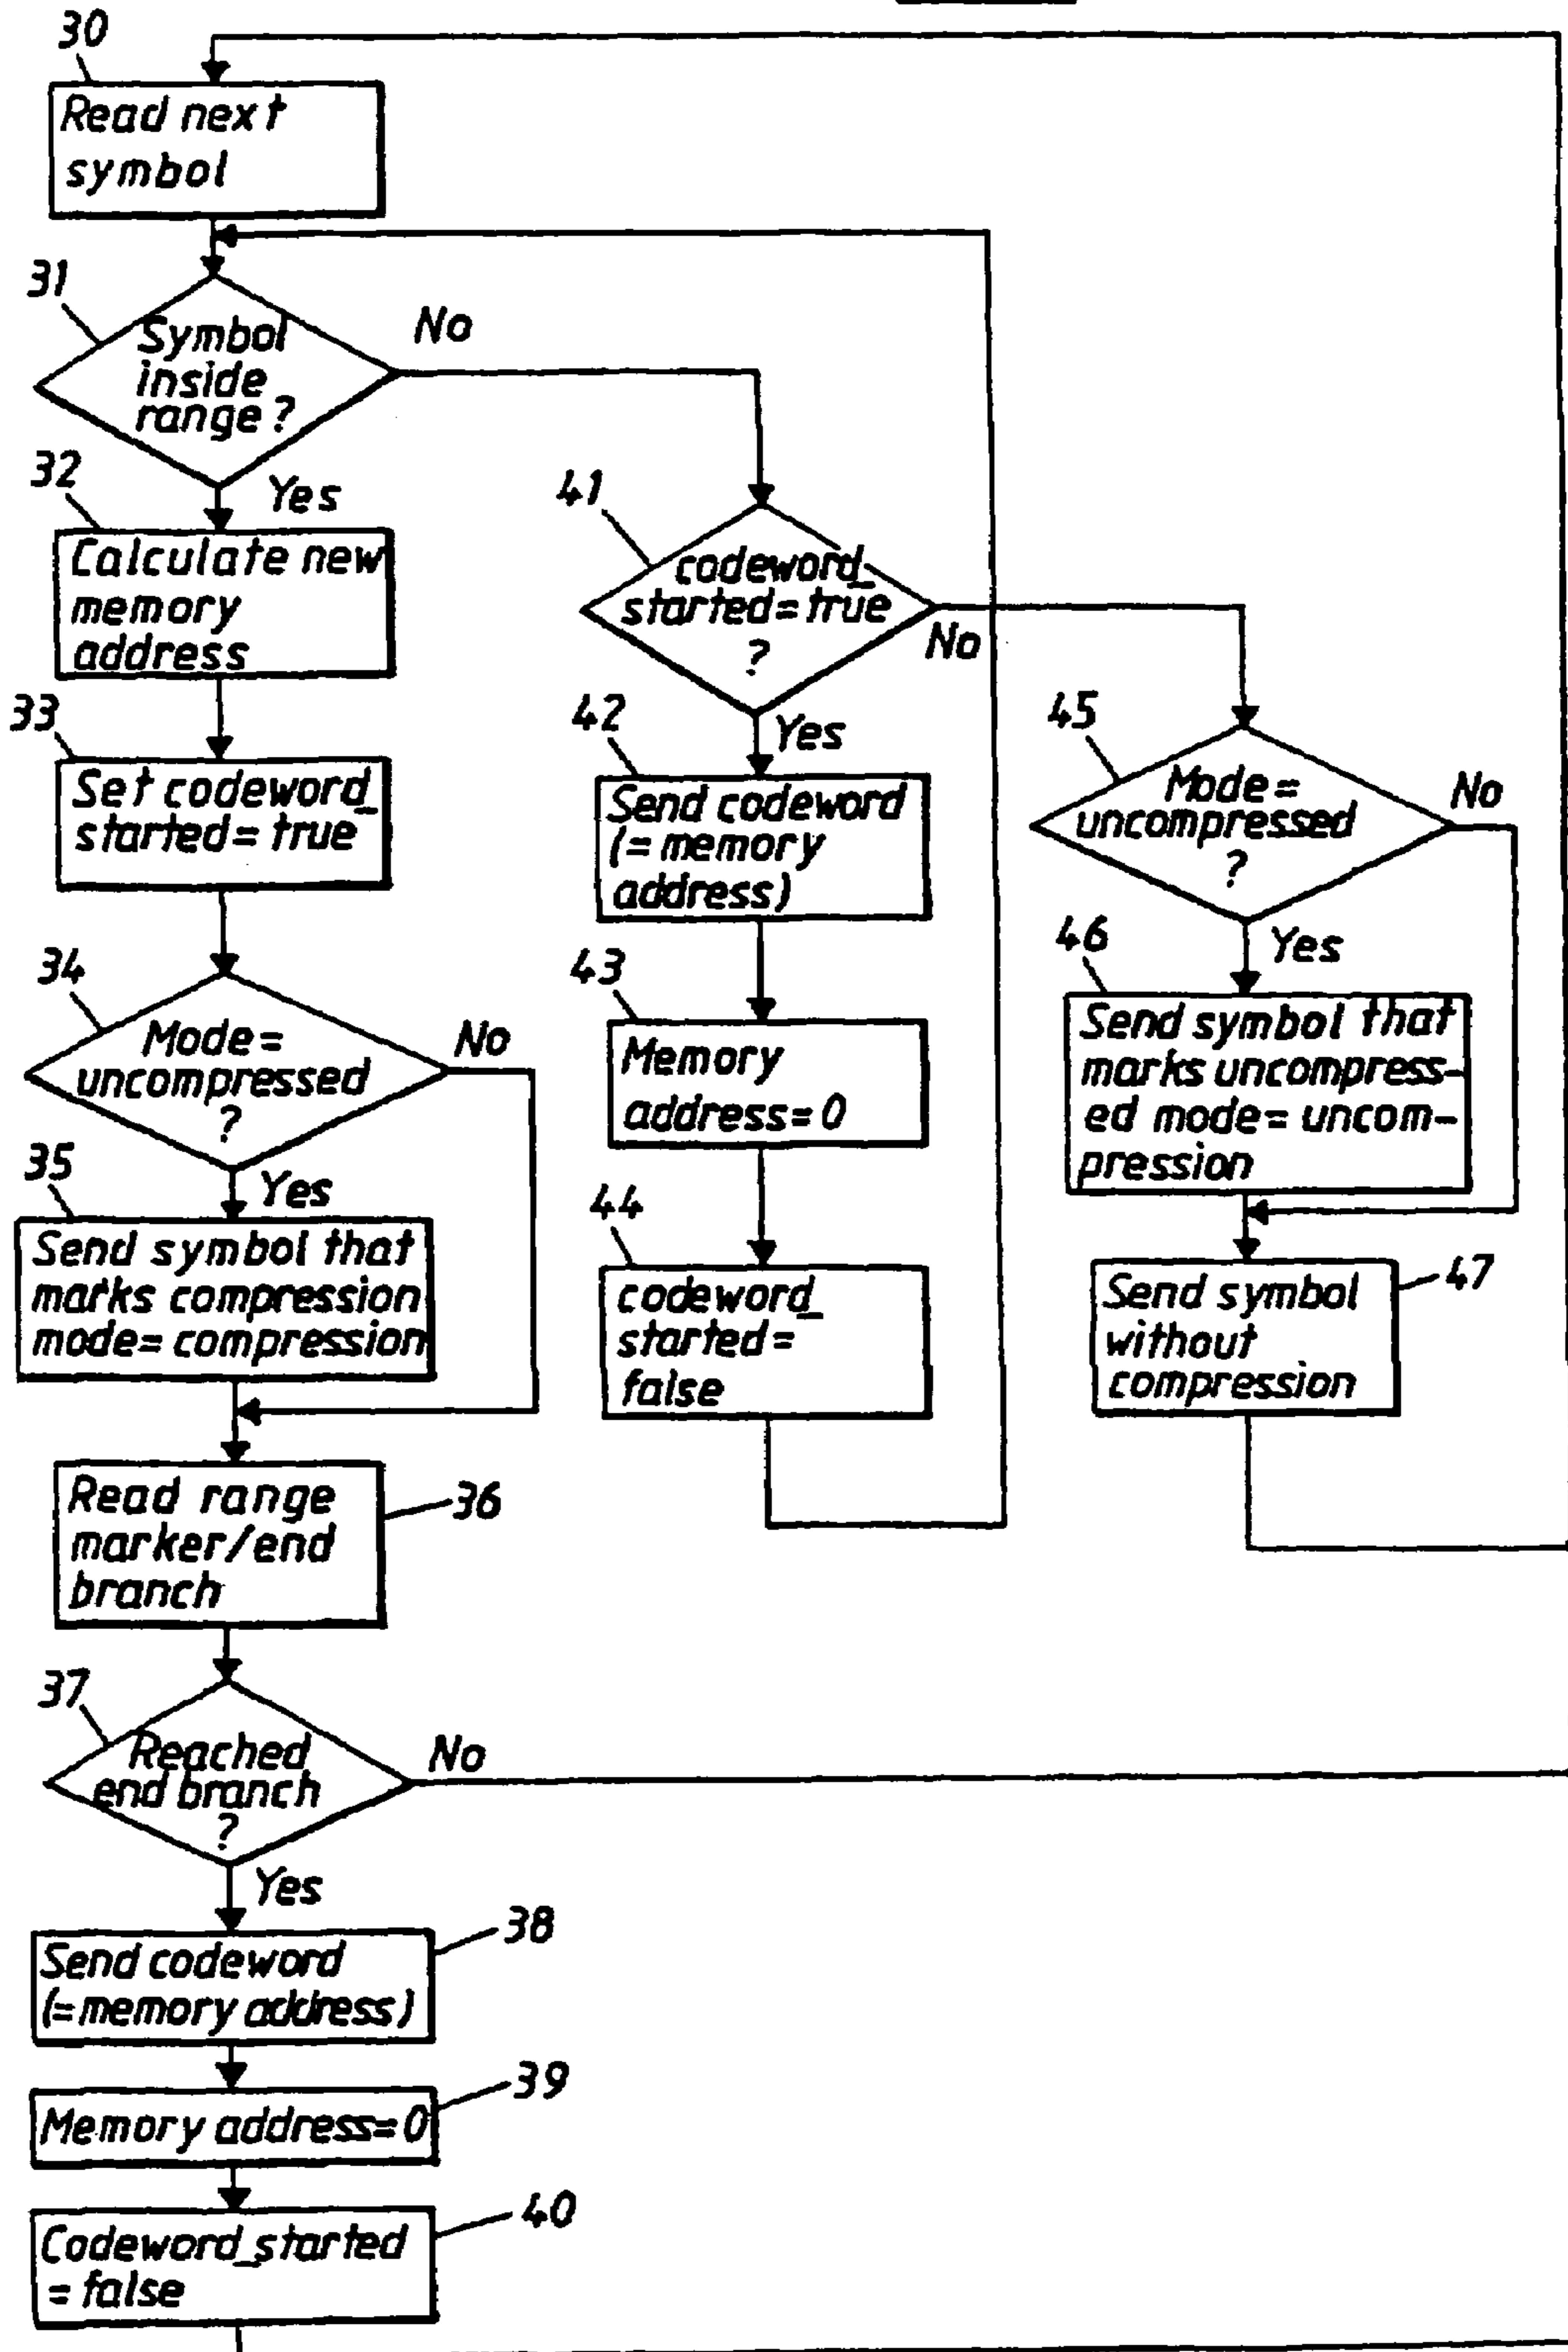 30
Read next
symbol
31
Symbol
inside
range?
No
Yes
32
Calculate new
memory
address
33
Set codeword_
started=true
34
Mode=
uncompressed
?
No
Yes
35
Send symbol that
marks compression
mode=compression
Read range
marker/end
branch
36
37
Reached
end branch
?
No
Yes
Send codeword
(=memory address)
38
Memory address=0
39
Codeword_started
=false
40
41
codeword_
started=true
?
No
Yes
42
Send codeword
(=memory
address)
43
Memory
address=0
44
codeword_
started=
false
45
Mode=
uncompressed
?
No
Yes
46
Send symbol that
marks uncompress-
ed mode=uncom-
pression
Send symbol
without
compression
47